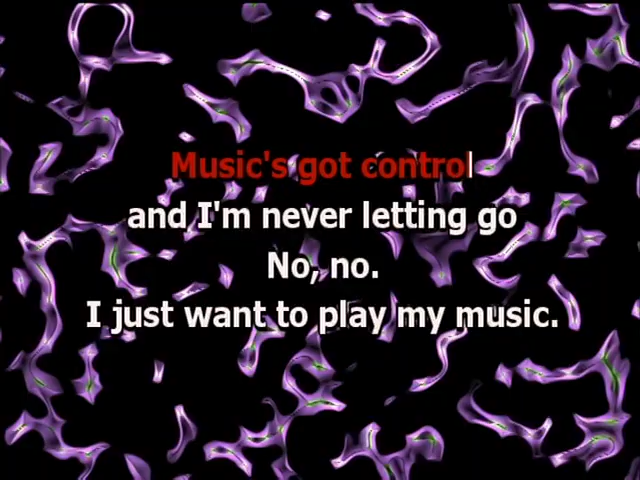 Music's got control
and I'm never letting go
No, no.
I just want to play my music.